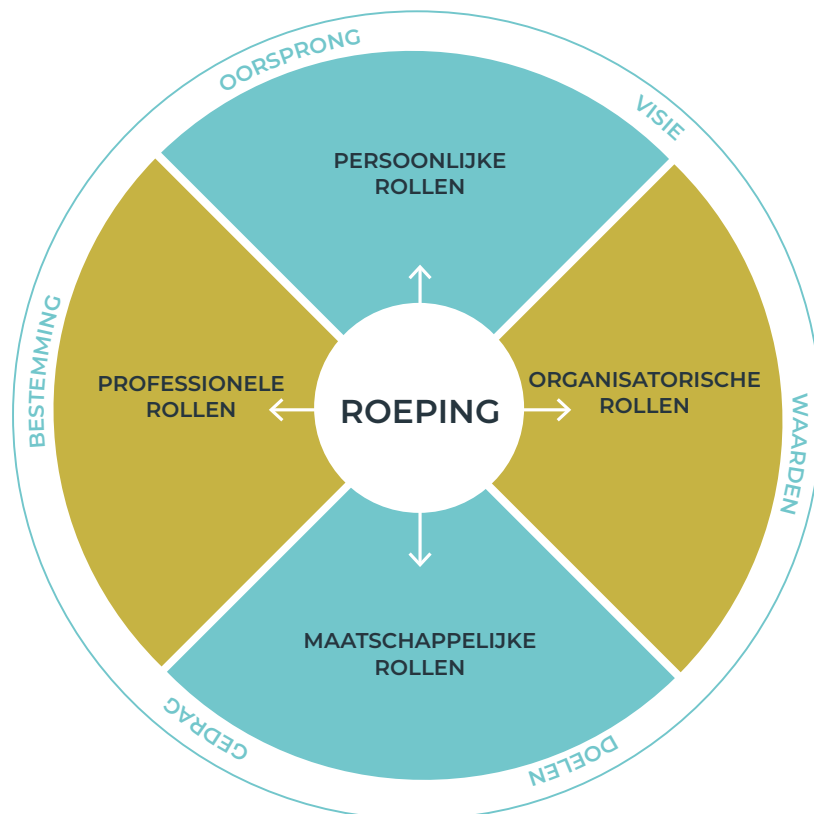 OORSPRONG
VISIE
PERSOONLIJKE
ROLLEN
BESTEMMING
PROFESSIONELE
ROLLEN
ROEPING
ORGANISATORISCHE
ROLLEN
WAARDEN
MAATSCHAPPELIJKE
ROLLEN
GEDRAG
DOELEN